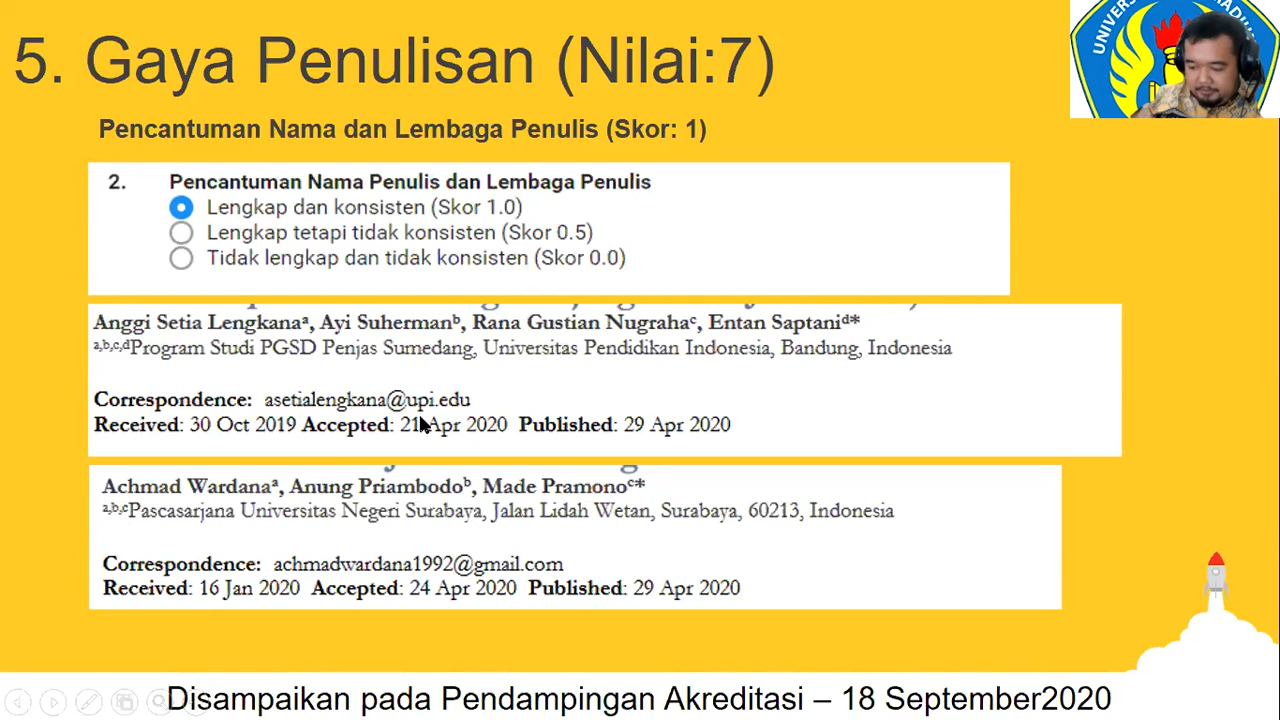 5. Gaya Penulisan (Nilai:7)
UNIVERS
Pencantuman Nama dan Lembaga Penulis (Skor: 1)
2. Pencantuman Nama Penulis dan Lembaga Penulis
Lengkap dan konsisten (Skor 1.0)
Lengkap tetapi tidak konsisten (Skor 0.5)
Tidak lengkap dan tidak konsisten (Skor 0.0)
Anggi Setia Lengkanaᵃ, Ayi Suhermanᵇ, Rana Gustian Nugrahaᶜ, Entan Saptaniᵈ*
ᵃ,ᵇ,ᶜ,ᵈProgram Studi PGSD Penjas Sumedang, Universitas Pendidikan Indonesia, Bandung, Indonesia
Correspondence: asetialengkana@upi.edu
Received: 30 Oct 2019 Accepted: 21 Apr 2020 Published: 29 Apr 2020
Achmad Wardanaᵃ, Anung Priambodoᵇ, Made Pramonoᶜ*
ᵃ,ᵇ,ᶜPascasarjana Universitas Negeri Surabaya, Jalan Lidah Wetan, Surabaya, 60213, Indonesia
Correspondence: achmadwardana1992@gmail.com
Received: 16 Jan 2020 Accepted: 24 Apr 2020 Published: 29 Apr 2020
Disampaikan pada Pendampingan Akreditasi – 18 September2020